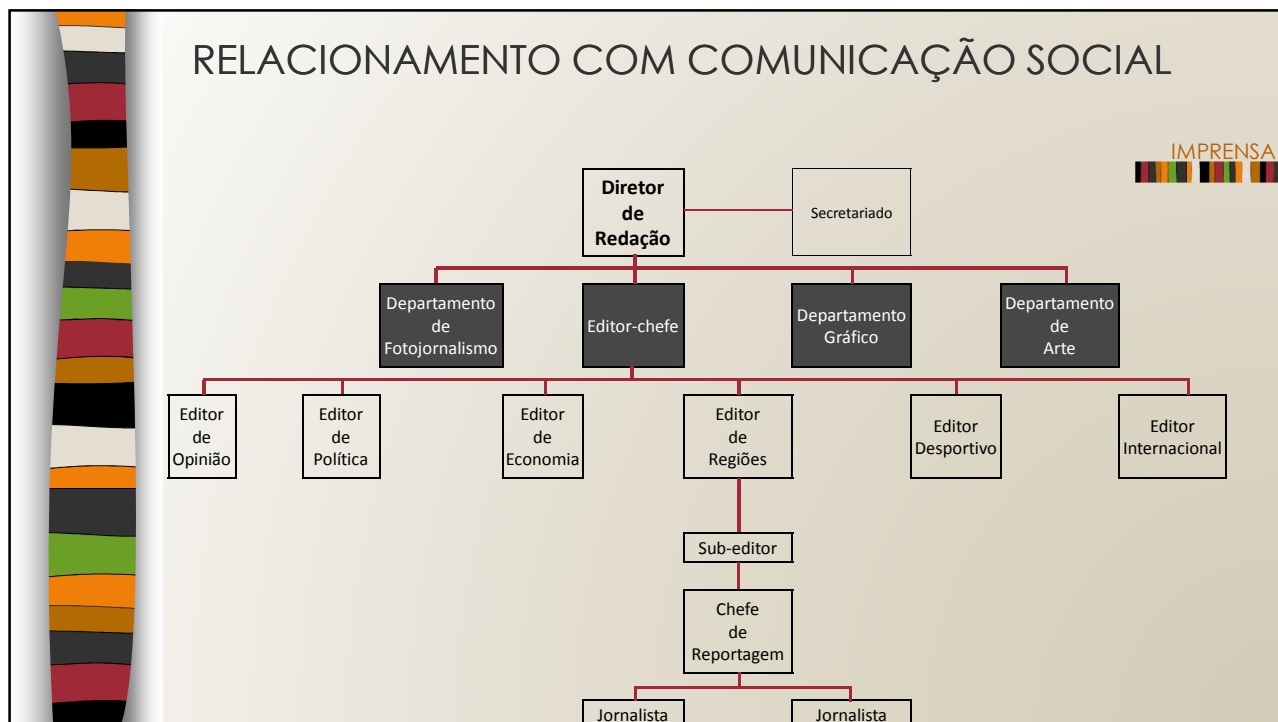 RELACIONAMENTO COM COMUNICAÇÃO SOCIAL
IMPRENSA
Diretor
de
Redação
Secretariado
Departamento
de
Fotojornalismo
Editor-chefe
Departamento
Gráfico
Departamento
de
Arte
Editor
de
Opinião
Editor
de
Política
Editor
de
Economia
Editor
de
Regiões
Editor
Desportivo
Editor
Internacional
Sub-editor
Chefe
de
Reportagem
Jornalista
Jornalista